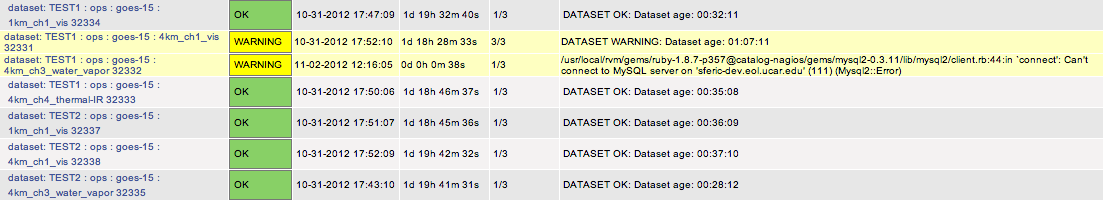 dataset: TEST1 : ops : goes-15 :
1km_ch1_vis 32334
OK
10-31-2012 17:47:09
1d 19h 32m 40s
1/3
DATASET OK: Dataset age: 00:32:11
dataset: TEST1 : ops : goes-15 : 4km_ch1_vis
32331
WARNING
10-31-2012 17:52:10
1d 18h 28m 33s
3/3
DATASET WARNING: Dataset age: 01:07:11
dataset: TEST1 : ops : goes-15 :
4km_ch3_water_vapor 32332
WARNING
11-02-2012 12:16:05
0d 0h 0m 38s
1/3
/usr/local/rvm/gems/ruby-1.8.7-p357@catalog-nagios/gems/mysql2-0.3.11/lib/mysql2/client.rb:44:in `connect': Can't
connect to MySQL server on 'sferic-dev.eol.ucar.edu' (111) (Mysql2::Error)
dataset: TEST1 : ops : goes-15 :
4km_ch4_thermal-IR 32333
OK
10-31-2012 17:50:06
1d 18h 46m 37s
1/3
DATASET OK: Dataset age: 00:35:08
dataset: TEST2 : ops : goes-15 :
1km_ch1_vis 32337
OK
10-31-2012 17:51:07
1d 18h 45m 36s
1/3
DATASET OK: Dataset age: 00:36:09
dataset: TEST2 : ops : goes-15 :
4km_ch1_vis 32338
OK
10-31-2012 17:52:09
1d 19h 42m 32s
1/3
DATASET OK: Dataset age: 00:37:10
dataset: TEST2 : ops : goes-15 :
4km_ch3_water_vapor 32335
OK
10-31-2012 17:43:10
1d 19h 41m 31s
1/3
DATASET OK: Dataset age: 00:28:12